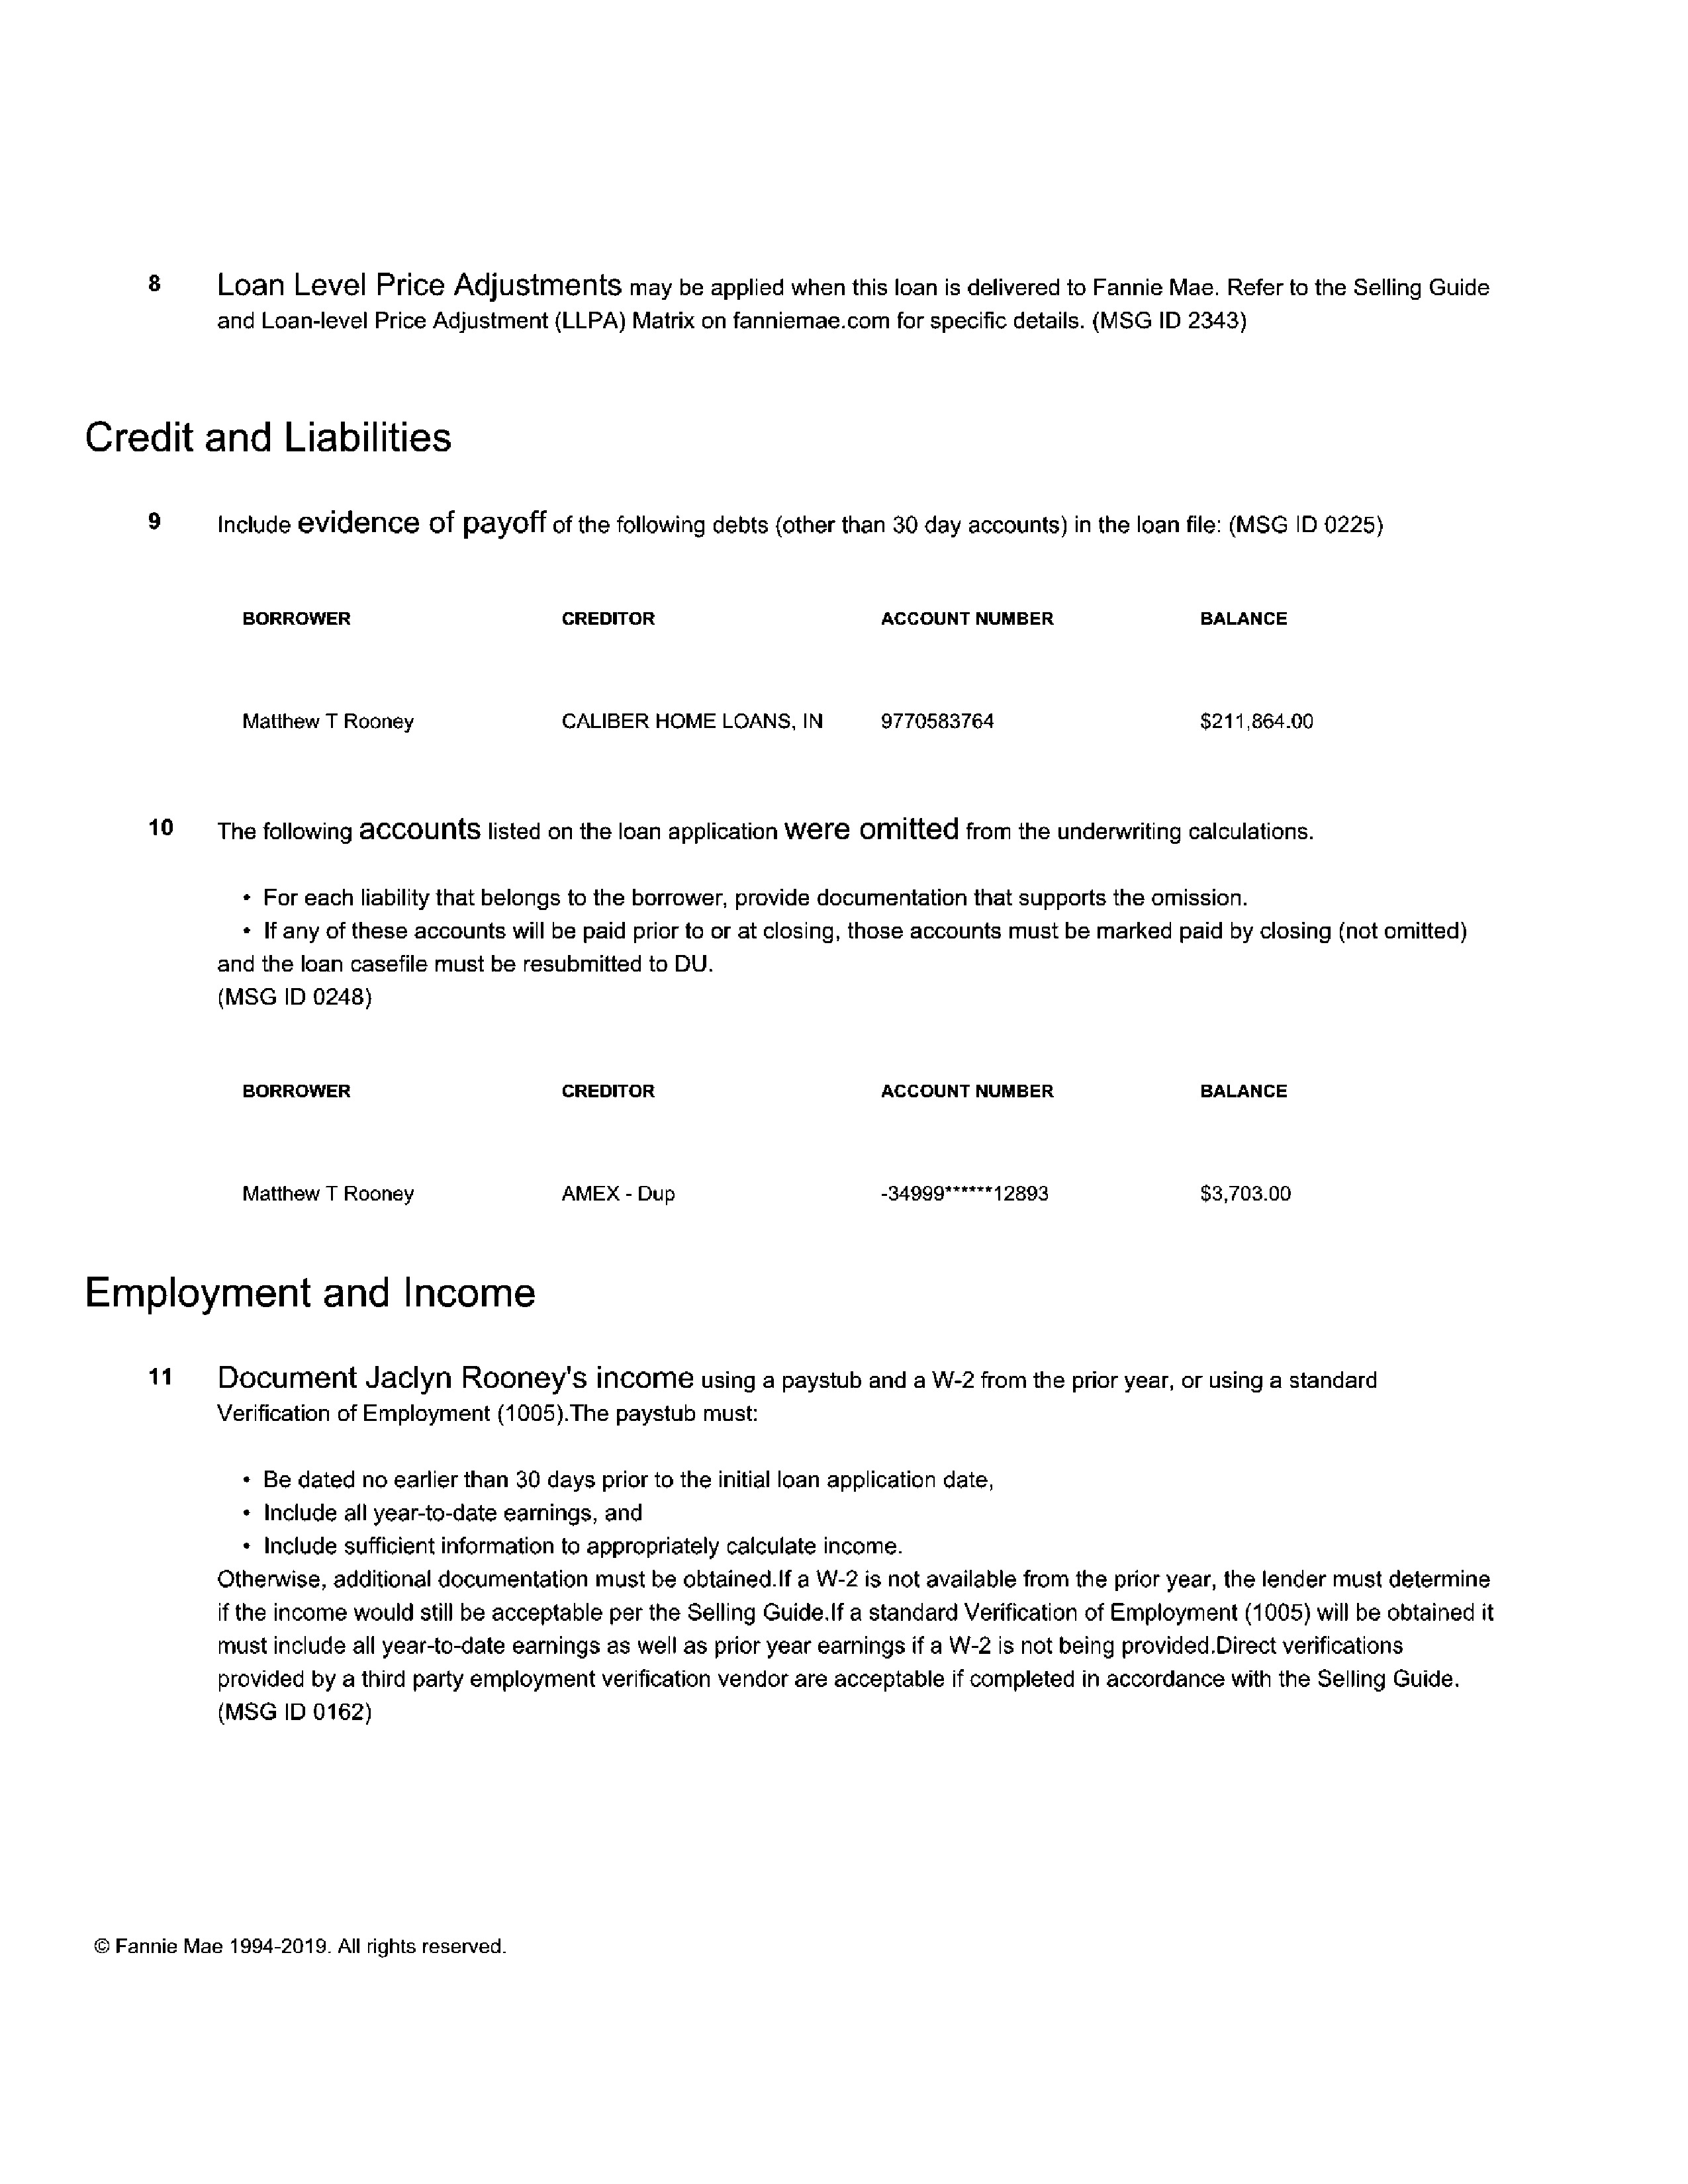 8 Loan Level Price Adjustments may be applied when this loan is delivered to Fannie Mae. Refer to the Selling Guide
and Loan-level Price Adjustment (LLPA) Matrix on fanniemae.com for specific details. (MSG ID 2343)
Credit and Liabilities
9 Include evidence of payoff of the following debts (other than 30 day accounts) in the loan file: (MSG ID 0225)
BORROWER CREDITOR ACCOUNT NUMBER BALANCE
Matthew T Rooney CALIBER HOME LOANS, IN 9770583764 $211,864.00
10 The following accounts listed on the loan application were omitted from the underwriting calculations.
• For each liability that belongs to the borrower, provide documentation that supports the omission.
• If any of these accounts will be paid prior to or at closing, those accounts must be marked paid by closing (not omitted)
and the loan casefile must be resubmitted to DU.
(MSG ID 0248)
BORROWER CREDITOR ACCOUNT NUMBER BALANCE
Matthew T Rooney AMEX - Dup -34999******12893 $3,703.00
Employment and Income
11 Document Jaclyn Rooney's income using a paystub and a W-2 from the prior year, or using a standard
Verification of Employment (1005).The paystub must:
• Be dated no earlier than 30 days prior to the initial loan application date,
• Include all year-to-date earnings, and
• Include sufficient information to appropriately calculate income.
Otherwise, additional documentation must be obtained.If a W-2 is not available from the prior year, the lender must determine
if the income would still be acceptable per the Selling Guide.If a standard Verification of Employment (1005) will be obtained it
must include all year-to-date earnings as well as prior year earnings if a W-2 is not being provided.Direct verifications
provided by a third party employment verification vendor are acceptable if completed in accordance with the Selling Guide.
(MSG ID 0162)
© Fannie Mae 1994-2019. All rights reserved.